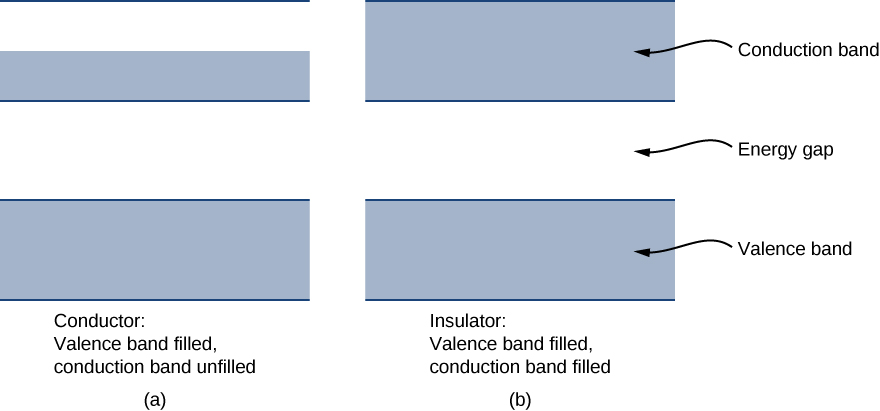 Conduction band
Energy gap
Valence band
Conductor:
Valence band filled,
conduction band unfilled
(a)
Insulator:
Valence band filled,
conduction band filled
(b)